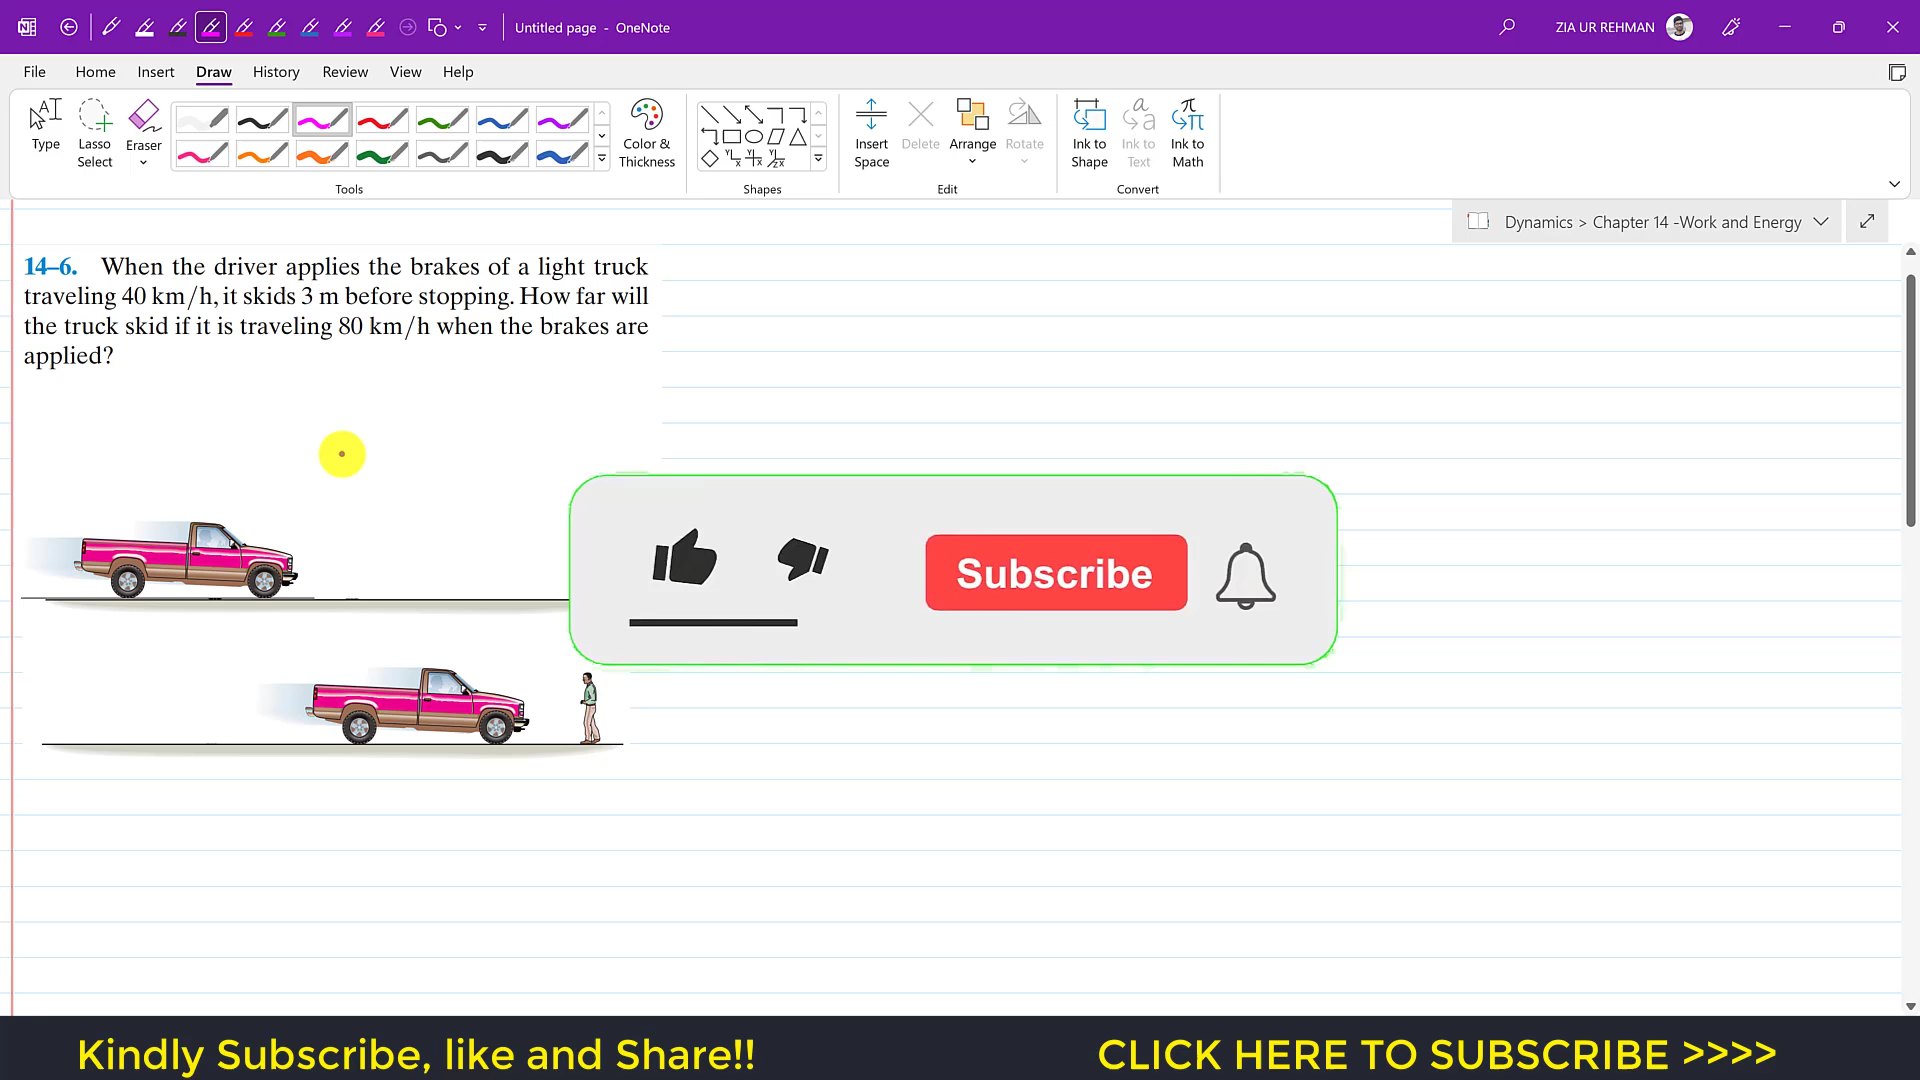 Untitled page - OneNote
ZIA UR REHMAN
File Home Insert Draw History Review View Help
Type
Lasso Select
Eraser
Color & Thickness
Insert Space
Delete
Arrange
Rotate
Ink to Shape
Ink to Text
Ink to Math
Tools
Shapes
Edit
Convert
Dynamics > Chapter 14 -Work and Energy
14–6. When the driver applies the brakes of a light truck
traveling 40 km/h, it skids 3 m before stopping. How far will
the truck skid if it is traveling 80 km/h when the brakes are
applied?
Subscribe
Kindly Subscribe, like and Share!!
CLICK HERE TO SUBSCRIBE >>>>